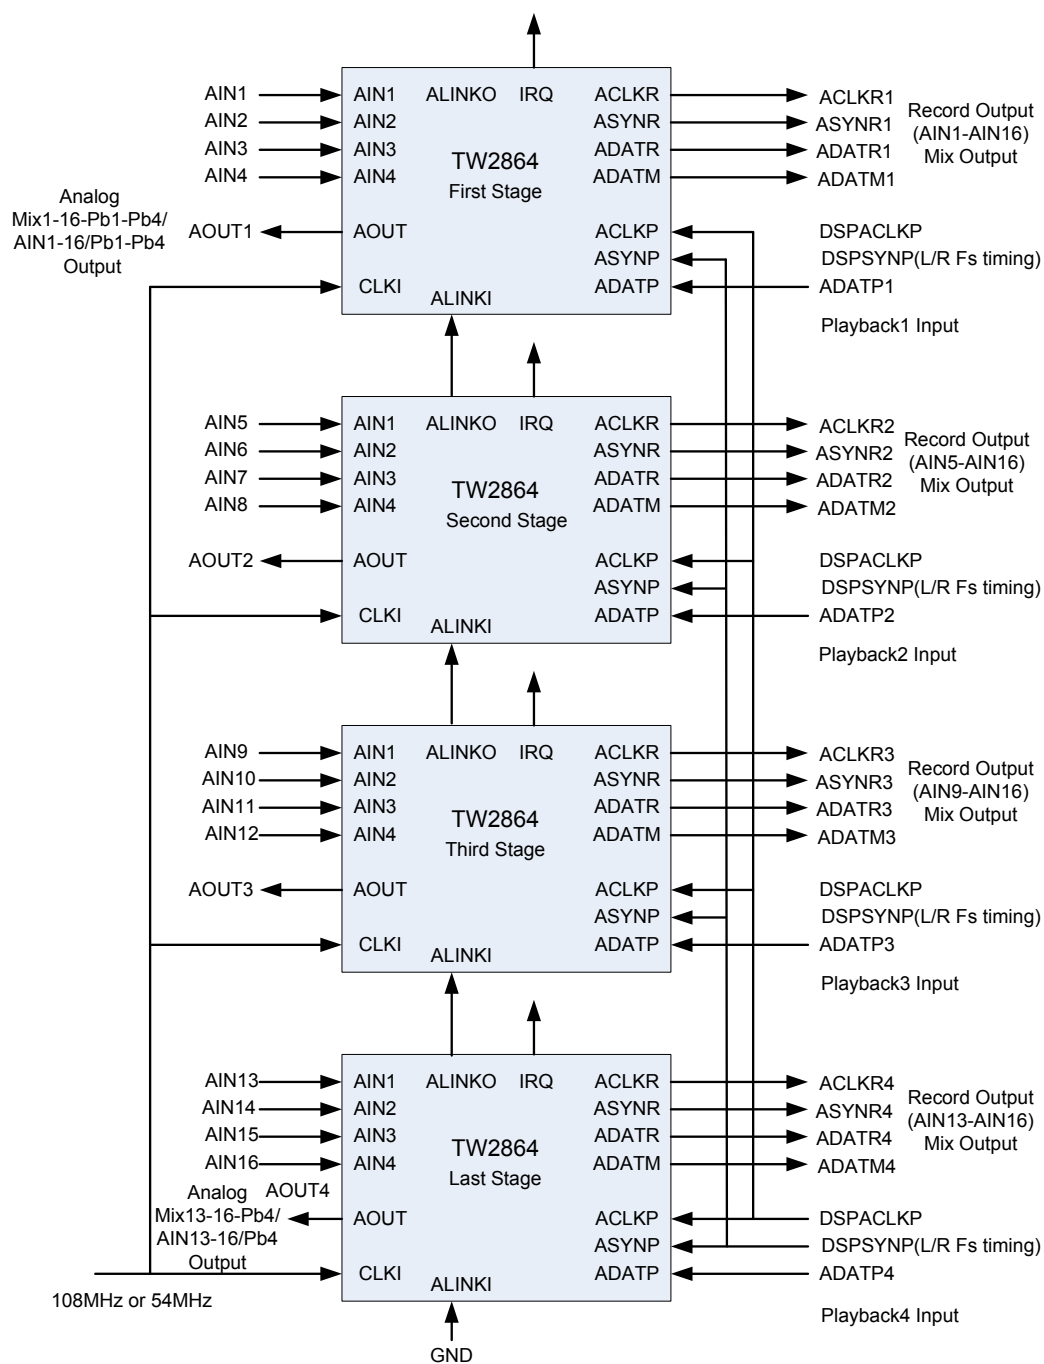 AIN1
AIN2
AIN3
AIN4
Analog
Mix1-16-Pb1-Pb4/
AIN1-16/Pb1-Pb4
Output
AOUT1
AIN1 ALINKO IRQ ACLKR
AIN2 ASYNR
AIN3 ADATR
AIN4 ADATM
TW2864
First Stage
AOUT ACLKP
ASYNP
CLKI ADATP
ALINKI
ACLKR1
ASYNR1
ADATR1
ADATM1
Record Output
(AIN1-AIN16)
Mix Output
DSPACLKP
DSPSYNP(L/R Fs timing)
ADATP1
Playback1 Input
AIN5
AIN6
AIN7
AIN8
AOUT2
AIN1 ALINKO IRQ ACLKR
AIN2 ASYNR
AIN3 ADATR
AIN4 ADATM
TW2864
Second Stage
AOUT ACLKP
ASYNP
CLKI ADATP
ALINKI
ACLKR2
ASYNR2
ADATR2
ADATM2
Record Output
(AIN5-AIN16)
Mix Output
DSPACLKP
DSPSYNP(L/R Fs timing)
ADATP2
Playback2 Input
AIN9
AIN10
AIN11
AIN12
AOUT3
AIN1 ALINKO IRQ ACLKR
AIN2 ASYNR
AIN3 ADATR
AIN4 ADATM
TW2864
Third Stage
AOUT ACLKP
ASYNP
CLKI ADATP
ALINKI
ACLKR3
ASYNR3
ADATR3
ADATM3
Record Output
(AIN9-AIN16)
Mix Output
DSPACLKP
DSPSYNP(L/R Fs timing)
ADATP3
Playback3 Input
AIN13
AIN14
AIN15
AIN16
Analog
Mix13-16-Pb4/
AIN13-16/Pb4
Output
AOUT4
AIN1 ALINKO IRQ ACLKR
AIN2 ASYNR
AIN3 ADATR
AIN4 ADATM
TW2864
Last Stage
AOUT ACLKP
ASYNP
CLKI ADATP
ALINKI
ACLKR4
ASYNR4
ADATR4
ADATM4
Record Output
(AIN13-AIN16)
Mix Output
DSPACLKP
DSPSYNP(L/R Fs timing)
ADATP4
Playback4 Input
108MHz or 54MHz
GND